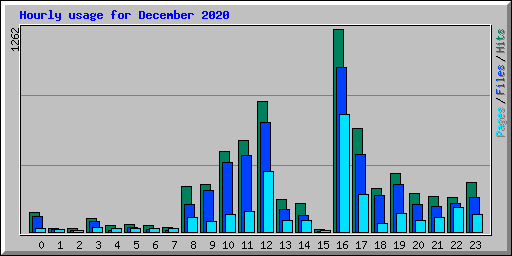 Hourly usage for December 2020
1262
Pages / Files / Hits
0 1 2 3 4 5 6 7 8 9 10 11 12 13 14 15 16 17 18 19 20 21 22 23